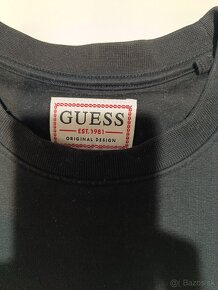 GUESS
EST. 1981
ORIGINAL DESIGN
Bazos.sk